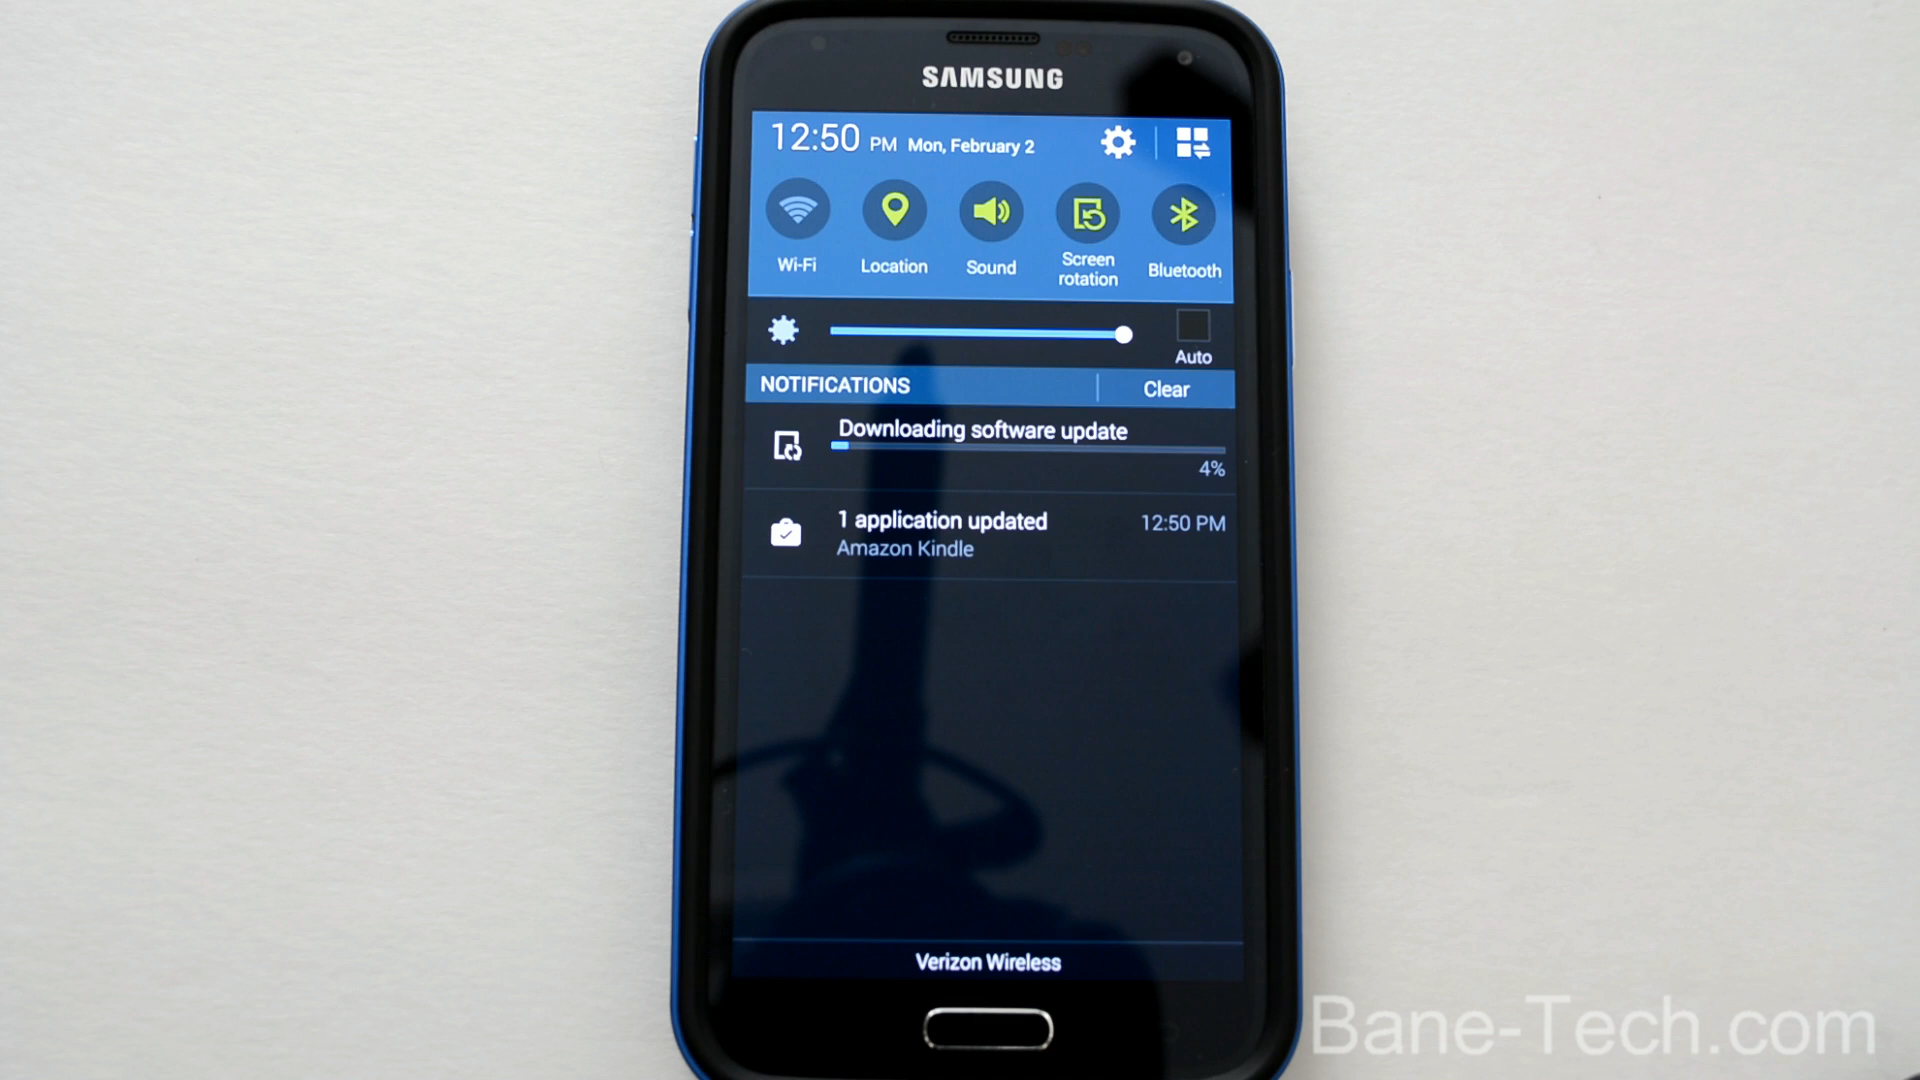 SAMSUNG
12:50 PM Mon, February 2
Wi-Fi
Location
Sound
Screen
rotation
Bluetooth
Auto
NOTIFICATIONS
Clear
Downloading software update
4%
1 application updated
12:50 PM
Amazon Kindle
Verizon Wireless
Bane-Tech.com